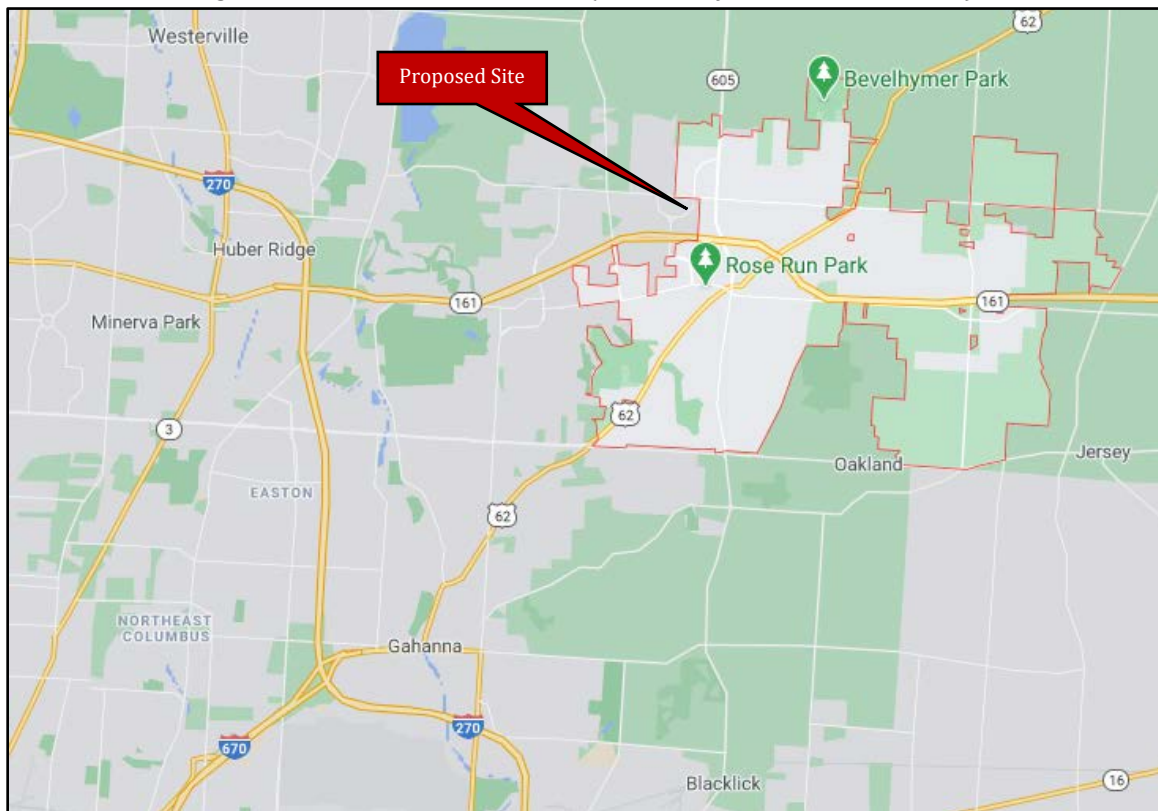 Westerville
62
Proposed Site
605
Bevelhymer Park
270
Huber Ridge
Rose Run Park
161
161
Minerva Park
62
3
Oakland
Jersey
EASTON
62
NORTHEAST
COLUMBUS
Gahanna
270
670
Blacklick
16